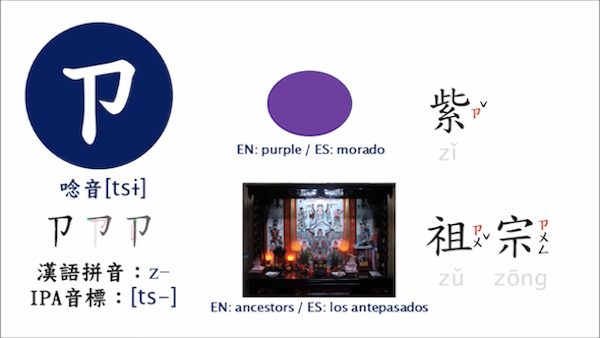 ㄗ
唸音[tsɨ]
ㄗ ㄗ ㄗ
漢語拼音：z–
IPA音標：[ts–]
EN: purple / ES: morado
紫 ㄗˇ
zǐ
EN: ancestors / ES: los antepasados
祖 ㄗㄨˇ 宗 ㄗㄨㄥ
zǔ zōng